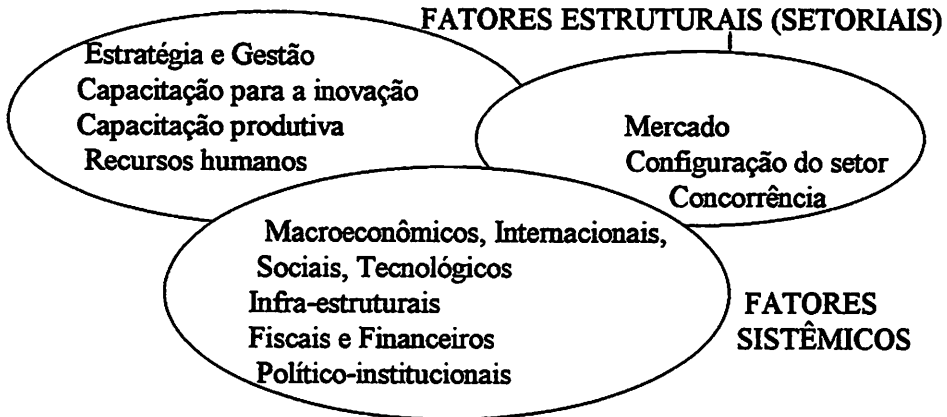 FATORES ESTRUTURAIS (SETORIAIS)
Estratégia e Gestão
Capacitação para a inovação
Capacitação produtiva
Recursos humanos
Mercado
Configuração do setor
Concorrência
Macroeconômicos, Internacionais,
Sociais, Tecnológicos
Infra-estruturais
Fiscais e Financeiros
Político-institucionais
FATORES
SISTÊMICOS